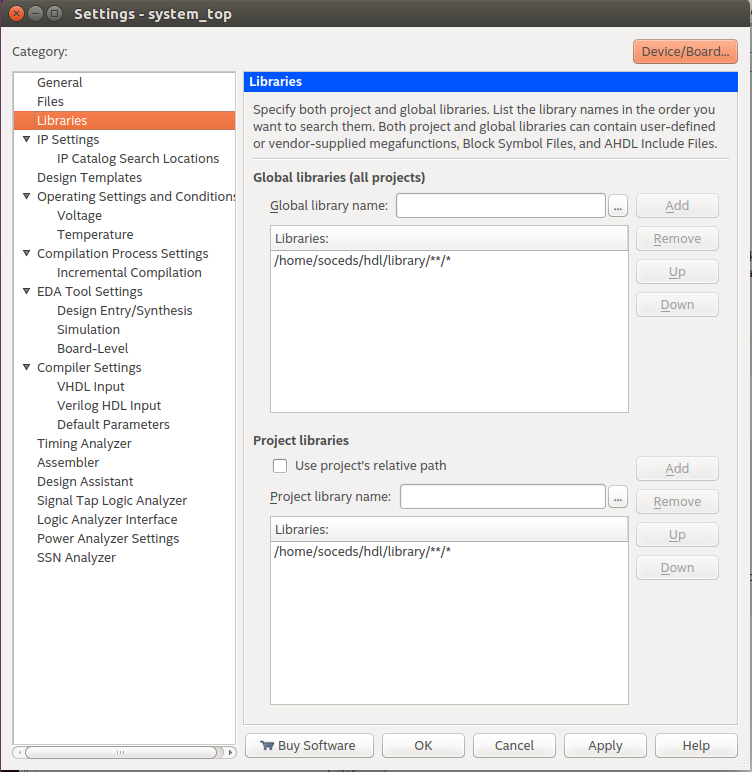 Settings - system_top
Category:
Device/Board...
General
Files
Libraries
IP Settings
IP Catalog Search Locations
Design Templates
Operating Settings and Conditions
Voltage
Temperature
Compilation Process Settings
Incremental Compilation
EDA Tool Settings
Design Entry/Synthesis
Simulation
Board-Level
Compiler Settings
VHDL Input
Verilog HDL Input
Default Parameters
Timing Analyzer
Assembler
Design Assistant
Signal Tap Logic Analyzer
Logic Analyzer Interface
Power Analyzer Settings
SSN Analyzer
Libraries
Specify both project and global libraries. List the library names in the order you
want to search them. Both project and global libraries can contain user-defined
or vendor-supplied megafunctions, Block Symbol Files, and AHDL Include Files.
Global libraries (all projects)
Global library name:
...
Add
Libraries:
Remove
/home/soceds/hdl/library/**/*
Up
Down
Project libraries
Use project's relative path
Add
Project library name:
...
Remove
Libraries:
Up
/home/soceds/hdl/library/**/*
Down
Buy Software
OK
Cancel
Apply
Help